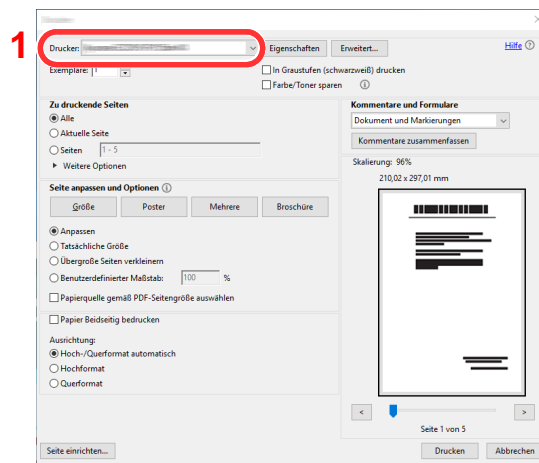 1
Drucker:
Eigenschaften
Erweitert...
Hilfe
Exemplare: 1
In Graustufen (schwarzweiß) drucken
Farbe/Toner sparen
Zu druckende Seiten
Alle
Aktuelle Seite
Seiten 1 - 5
Weitere Optionen
Seite anpassen und Optionen
Größe Poster Mehrere Broschüre
Anpassen
Tatsächliche Größe
Übergroße Seiten verkleinern
Benutzerdefinierter Maßstab: 100 %
Papierquelle gemäß PDF-Seitengröße auswählen
Papier Beidseitig bedrucken
Ausrichtung:
Hoch-/Querformat automatisch
Hochformat
Querformat
Kommentare und Formulare
Dokument und Markierungen
Kommentare zusammenfassen
Skalierung: 96%
210,02 x 297,01 mm
< >
Seite 1 von 5
Seite einrichten...
Drucken
Abbrechen